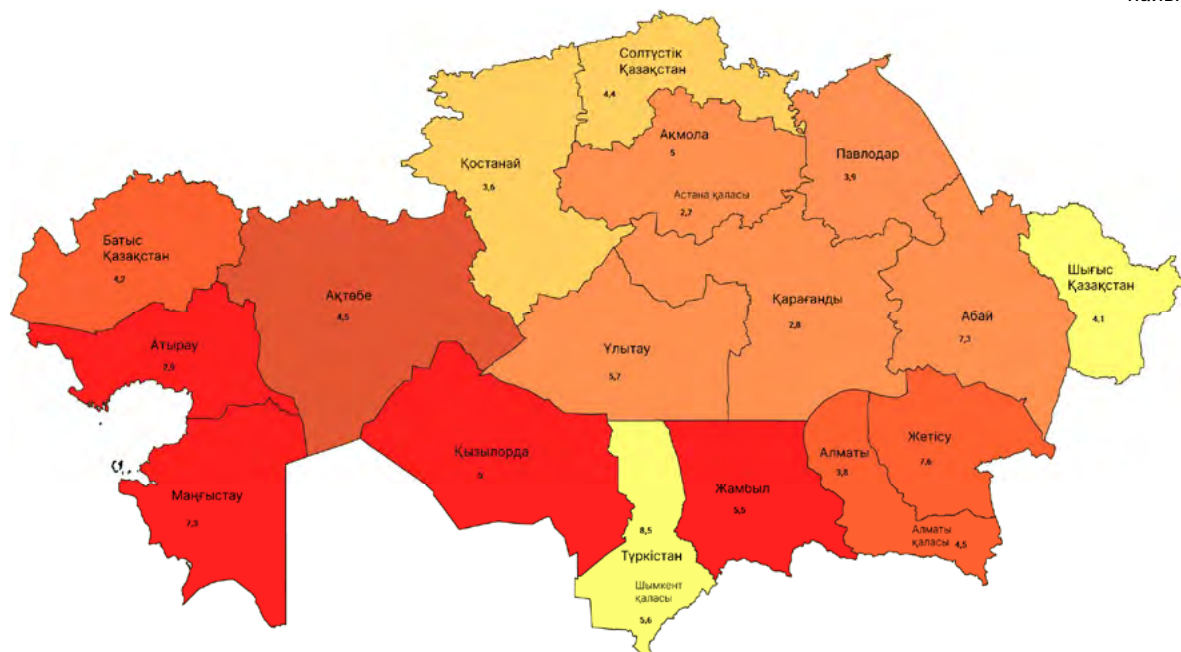 Солтүстік
Қазақстан
4,4
Ақмола
5
Павлодар
3,9
Қостанай
3,6
Астана қаласы
2,7
Батыс
Қазақстан
4,2
Шығыс
Қазақстан
4,1
Ақтөбе
4,5
Қарағанды
2,8
Абай
7,3
Атырау
Ұлытау
5,7
Қызылорда
Алматы
3,8
Жетісу
7,6
Маңғыстау
7,3
Жамбыл
5,5
8,5
Түркістан
Алматы
қаласы 4,5
Шымкент
қаласы
5,6